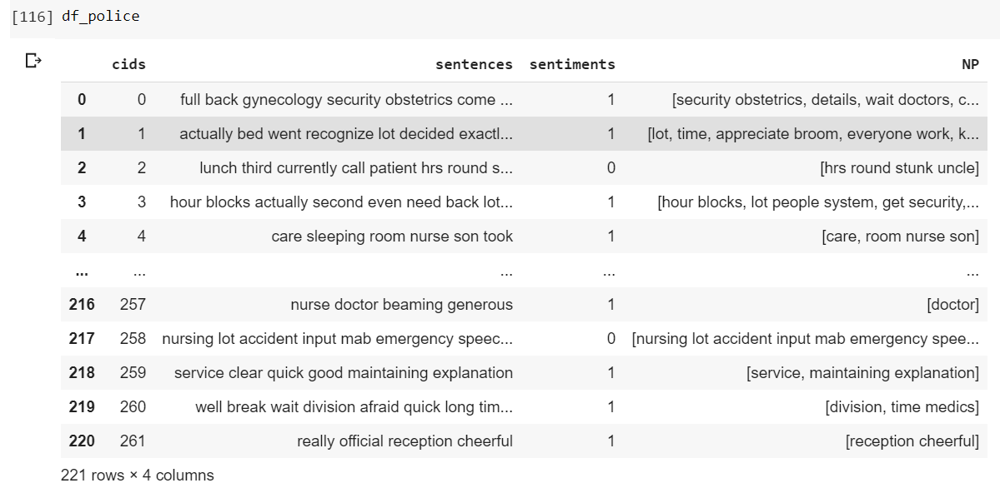 [116] df_police
cids sentences sentiments NP
0 0 full back gynecology security obstetrics come ... 1 [security obstetrics, details, wait doctors, c...
1 1 actually bed went recognize lot decided exactl... 1 [lot, time, appreciate broom, everyone work, k...
2 2 lunch third currently call patient hrs round s... 0 [hrs round stunk uncle]
3 3 hour blocks actually second even need back lot... 1 [hour blocks, lot people system, get security,...
4 4 care sleeping room nurse son took 1 [care, room nurse son]
... ... ... ... ...
216 257 nurse doctor beaming generous 1 [doctor]
217 258 nursing lot accident input mab emergency speec... 0 [nursing lot accident input mab emergency spee...
218 259 service clear quick good maintaining explanation 1 [service, maintaining explanation]
219 260 well break wait division afraid quick long tim... 1 [division, time medics]
220 261 really official reception cheerful 1 [reception cheerful]
221 rows × 4 columns